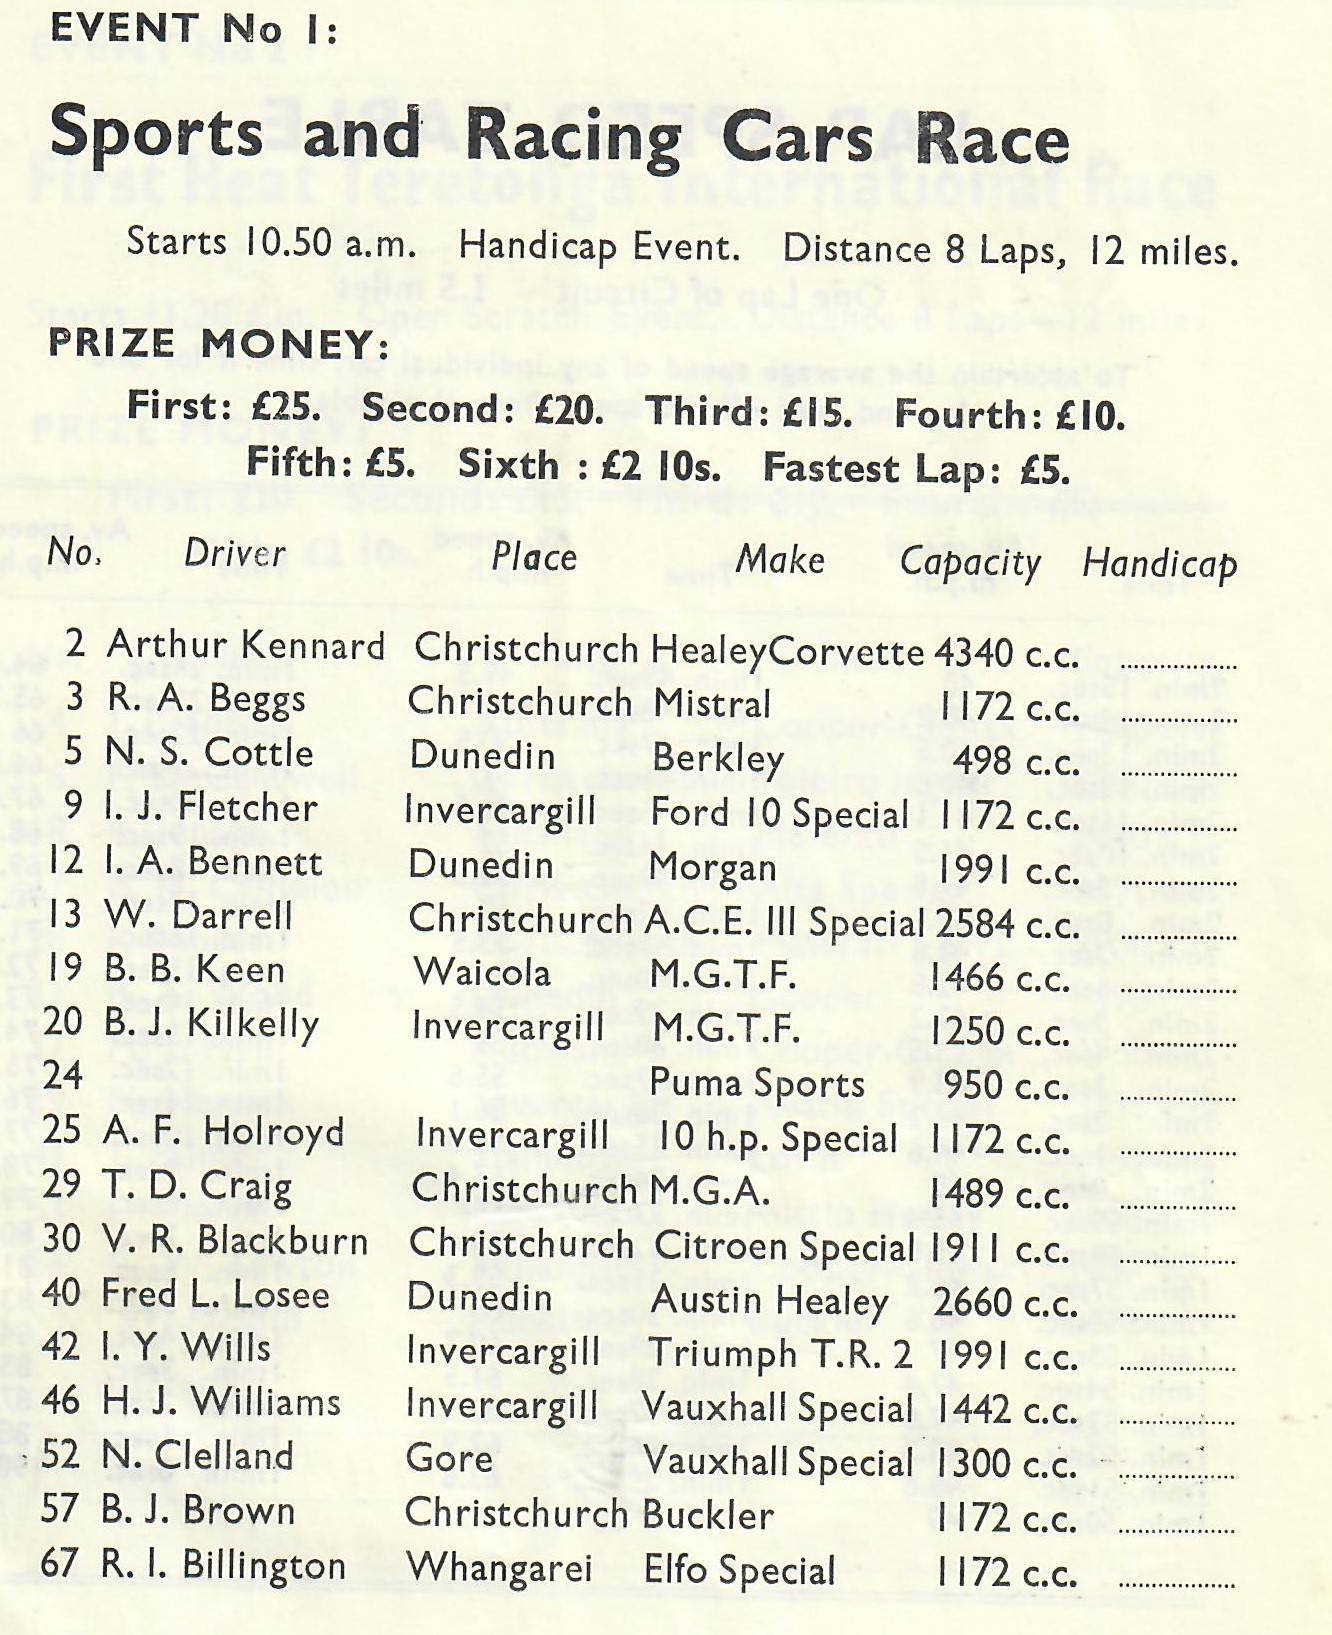 EVENT No 1:
Sports and Racing Cars Race
Starts 10.50 a.m. Handicap Event. Distance 8 Laps, 12 miles.
PRIZE MONEY:
First: £25. Second: £20. Third: £15. Fourth: £10.
Fifth: £5. Sixth : £2 10s. Fastest Lap: £5.
No. Driver Place Make Capacity Handicap
2 Arthur Kennard Christchurch HealeyCorvette 4340 c.c. ..................
3 R. A. Beggs Christchurch Mistral 1172 c.c. ..................
5 N. S. Cottle Dunedin Berkley 498 c.c. ..................
9 I. J. Fletcher Invercargill Ford 10 Special 1172 c.c. ..................
12 I. A. Bennett Dunedin Morgan 1991 c.c. ..................
13 W. Darrell Christchurch A.C.E. III Special 2584 c.c. ..................
19 B. B. Keen Waicola M.G.T.F. 1466 c.c. ..................
20 B. J. Kilkelly Invercargill M.G.T.F. 1250 c.c. ..................
24 Puma Sports 950 c.c. ..................
25 A. F. Holroyd Invercargill 10 h.p. Special 1172 c.c. ..................
29 T. D. Craig Christchurch M.G.A. 1489 c.c. ..................
30 V. R. Blackburn Christchurch Citroen Special 1911 c.c. ..................
40 Fred L. Losee Dunedin Austin Healey 2660 c.c. ..................
42 I. Y. Wills Invercargill Triumph T.R. 2 1991 c.c. ..................
46 H. J. Williams Invercargill Vauxhall Special 1442 c.c. ..................
52 N. Clelland Gore Vauxhall Special 1300 c.c. ..................
57 B. J. Brown Christchurch Buckler 1172 c.c. ..................
67 R. I. Billington Whangarei Elfo Special 1172 c.c. ..................